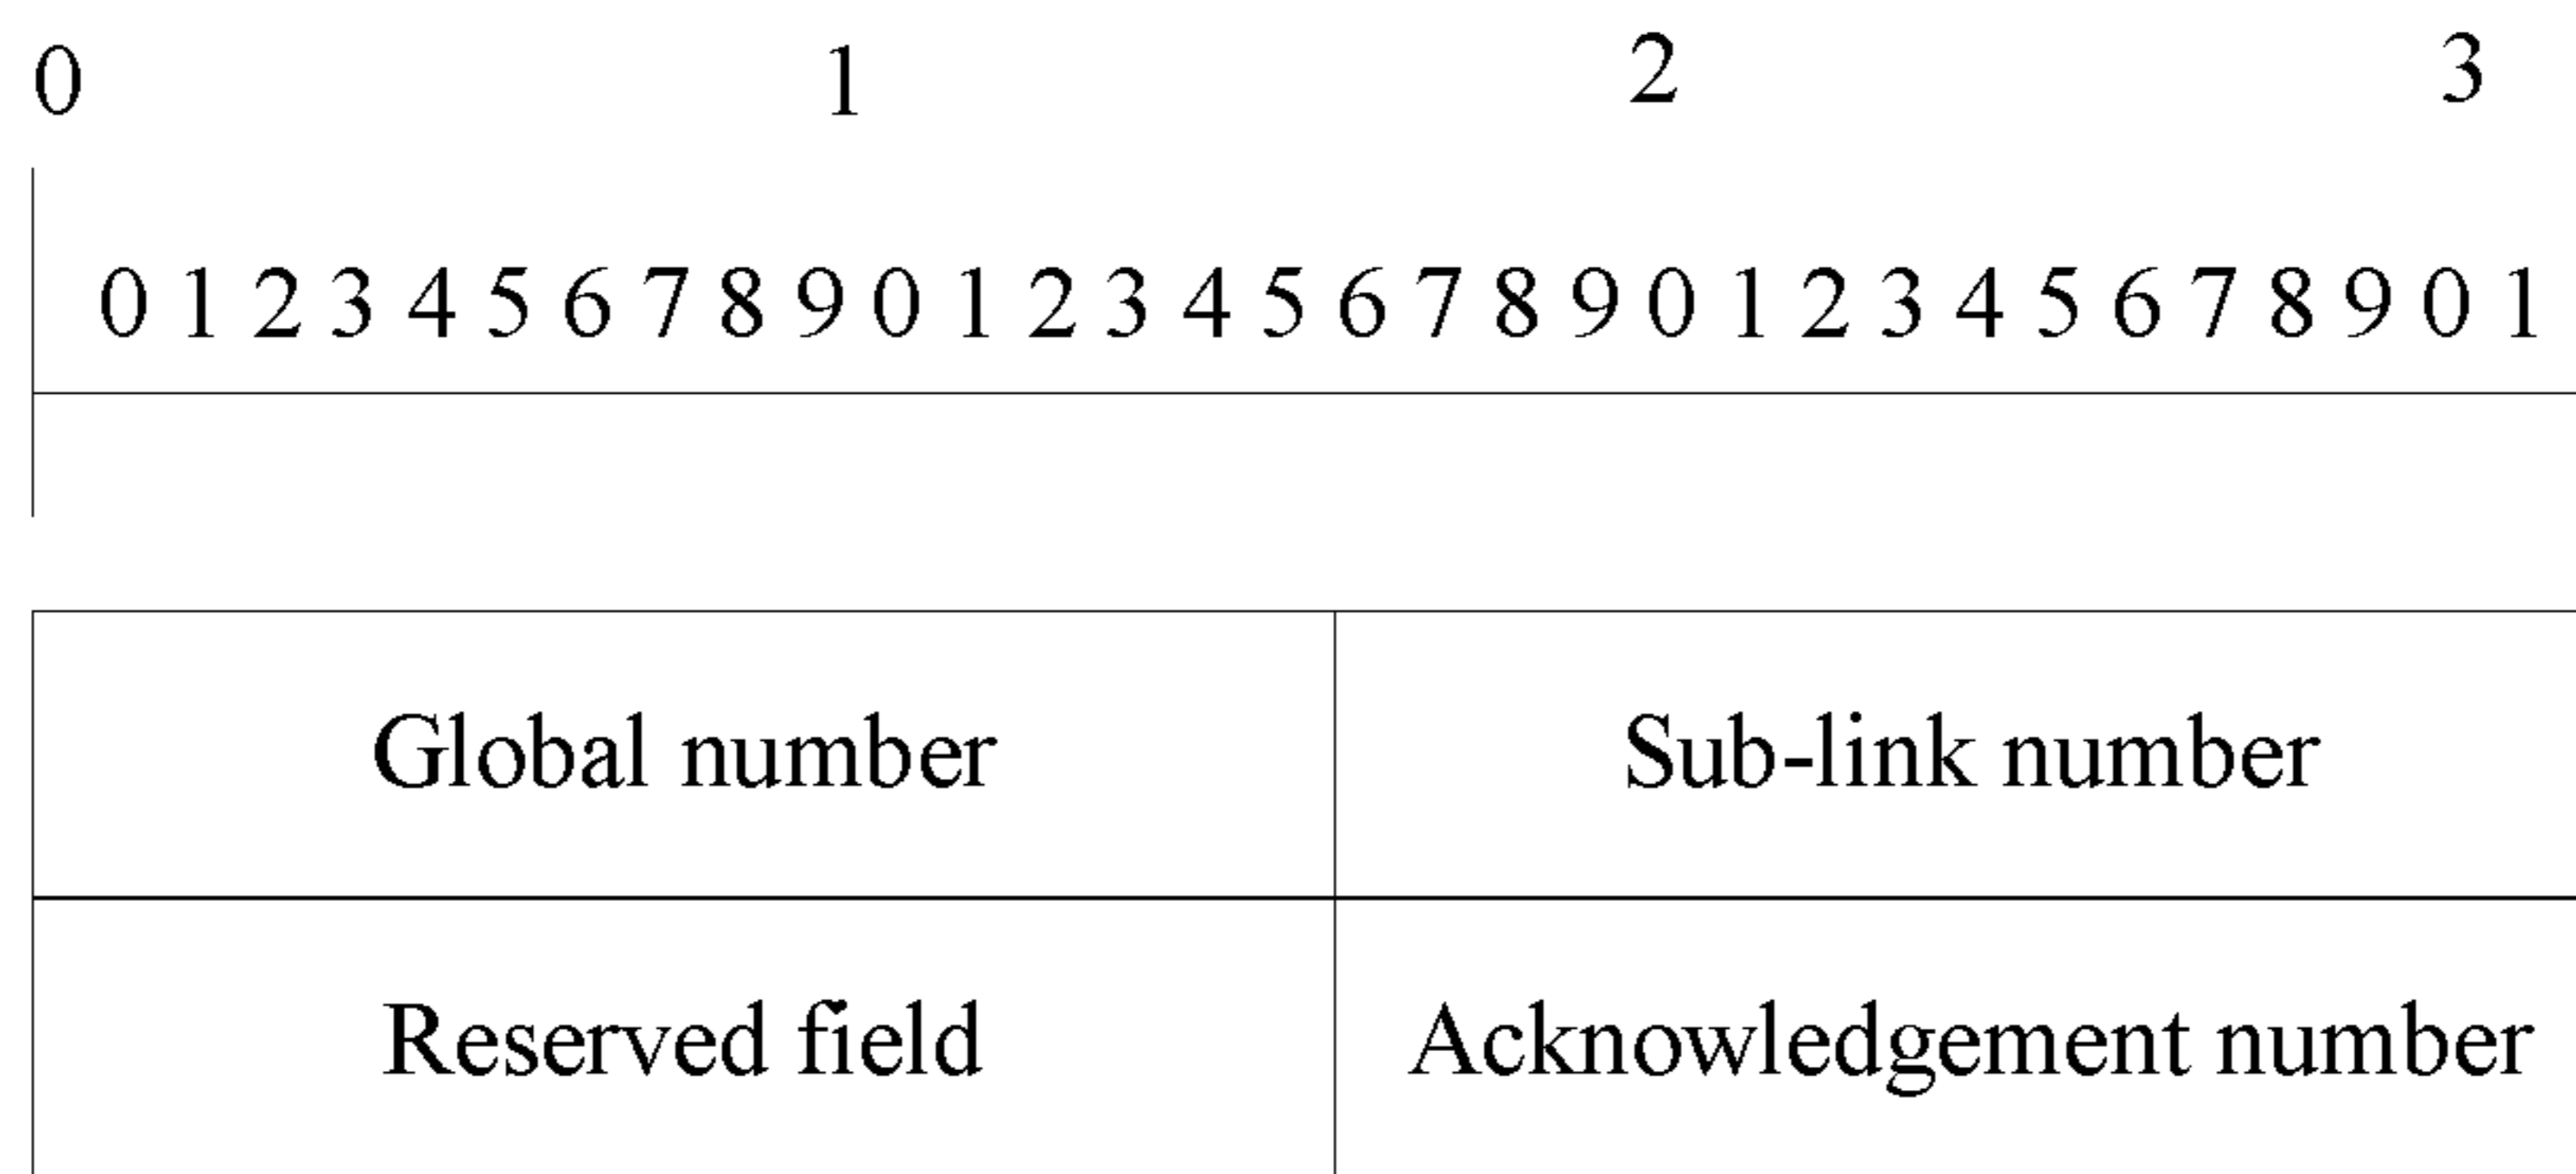 0 1 2 3
0 1 2 3 4 5 6 7 8 9 0 1 2 3 4 5 6 7 8 9 0 1 2 3 4 5 6 7 8 9 0 1
Global number Sub-link number
Reserved field Acknowledgement number